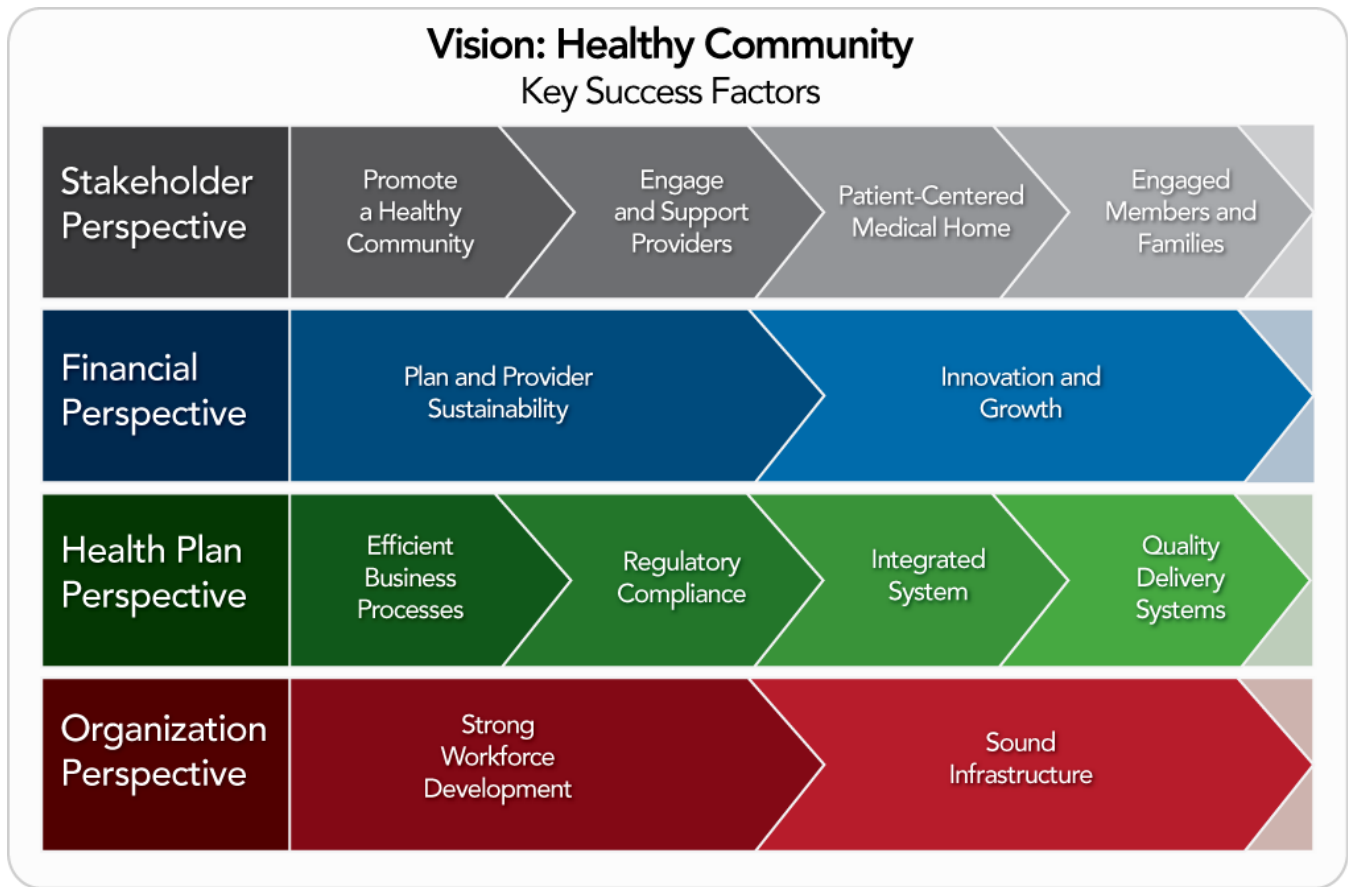 Vision: Healthy Community
Key Success Factors
Stakeholder
Perspective
Promote
a Healthy
Community
Engage
and Support
Providers
Patient-Centered
Medical Home
Engaged
Members and
Families
Financial
Perspective
Plan and Provider
Sustainability
Innovation and
Growth
Health Plan
Perspective
Efficient
Business
Processes
Regulatory
Compliance
Integrated
System
Quality
Delivery
Systems
Organization
Perspective
Strong
Workforce
Development
Sound
Infrastructure